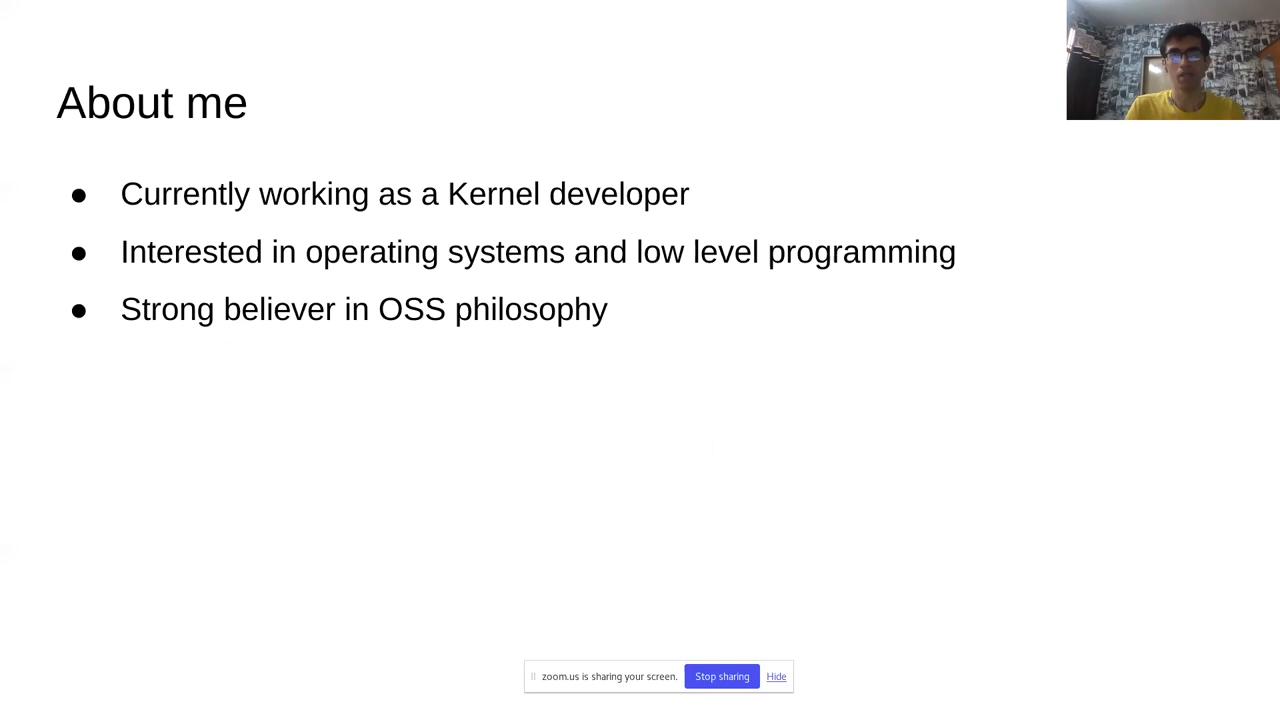 About me
● Currently working as a Kernel developer
● Interested in operating systems and low level programming
● Strong believer in OSS philosophy
zoom.us is sharing your screen. Stop sharing Hide